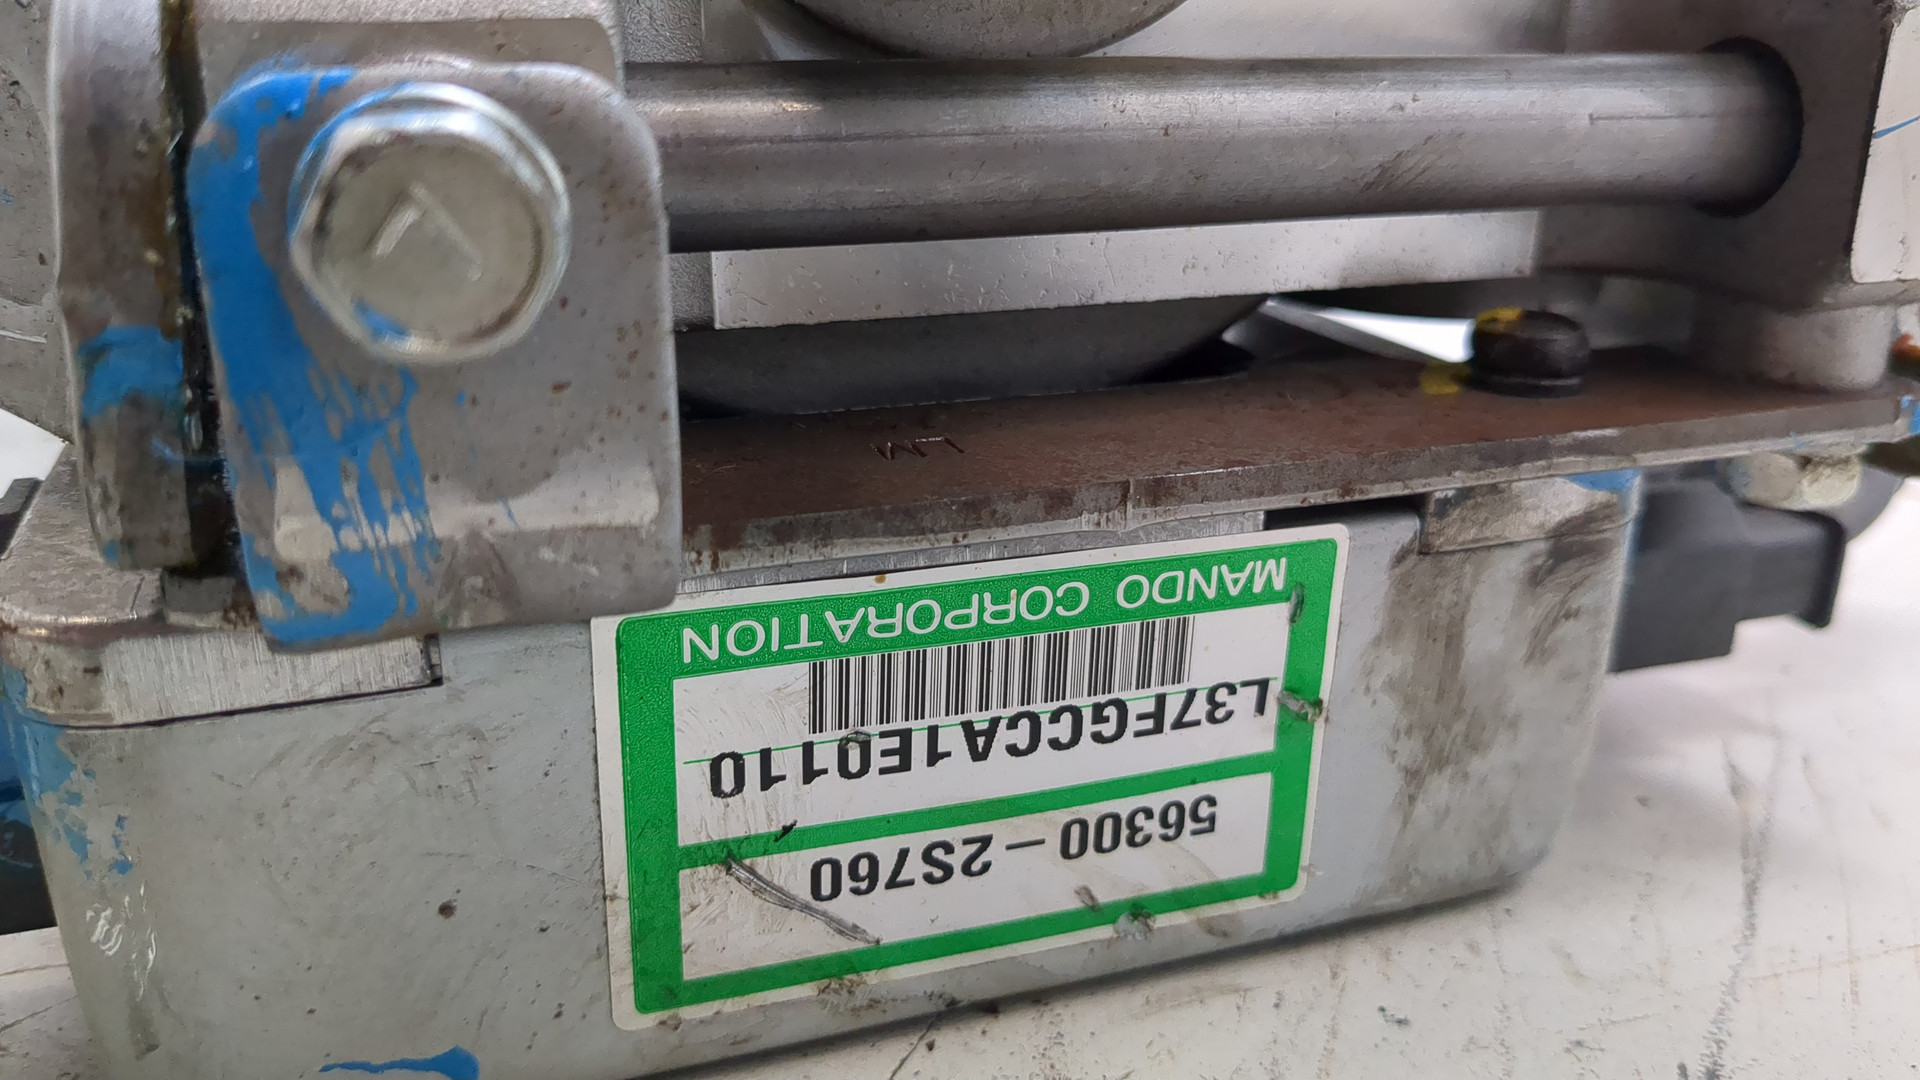 MANDO CORPORATION
L37FGCCA1E0110
56300-2S760